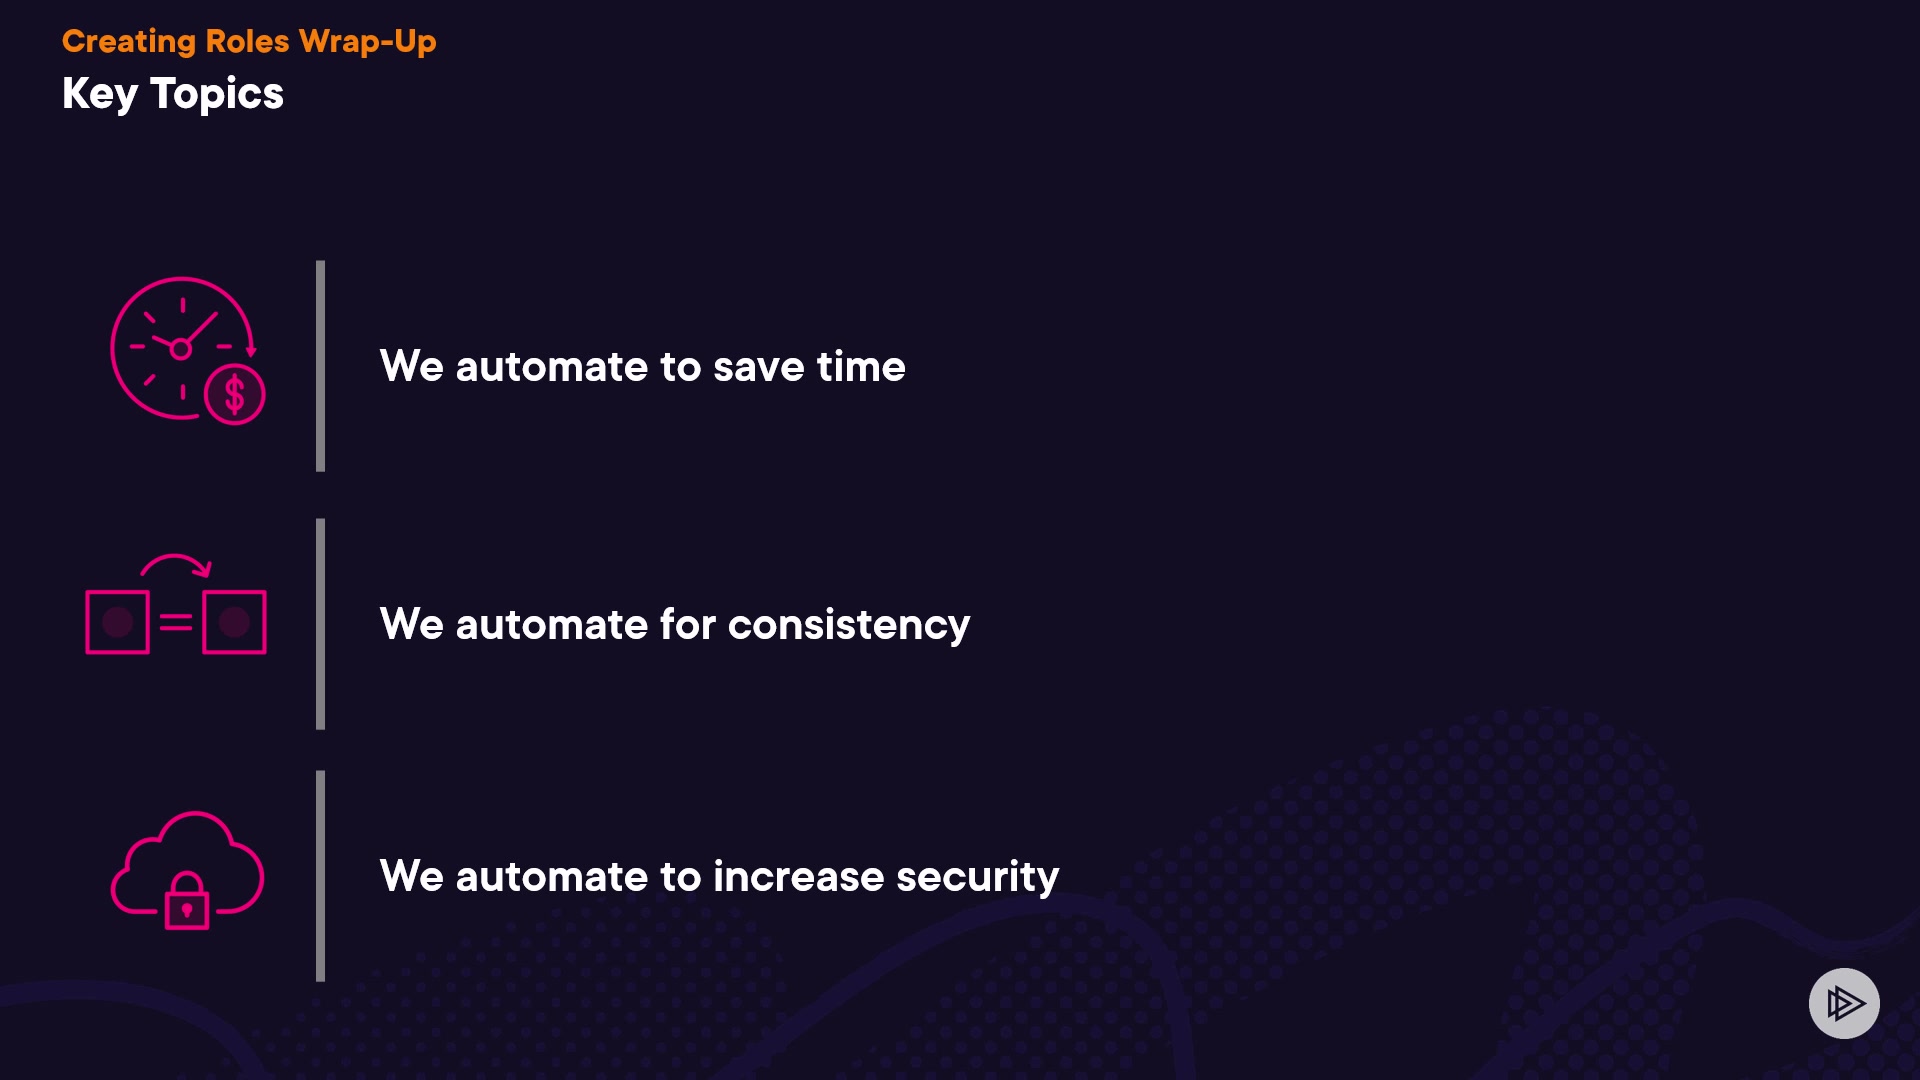 Creating Roles Wrap-Up
Key Topics
$
We automate to save time
We automate for consistency
We automate to increase security